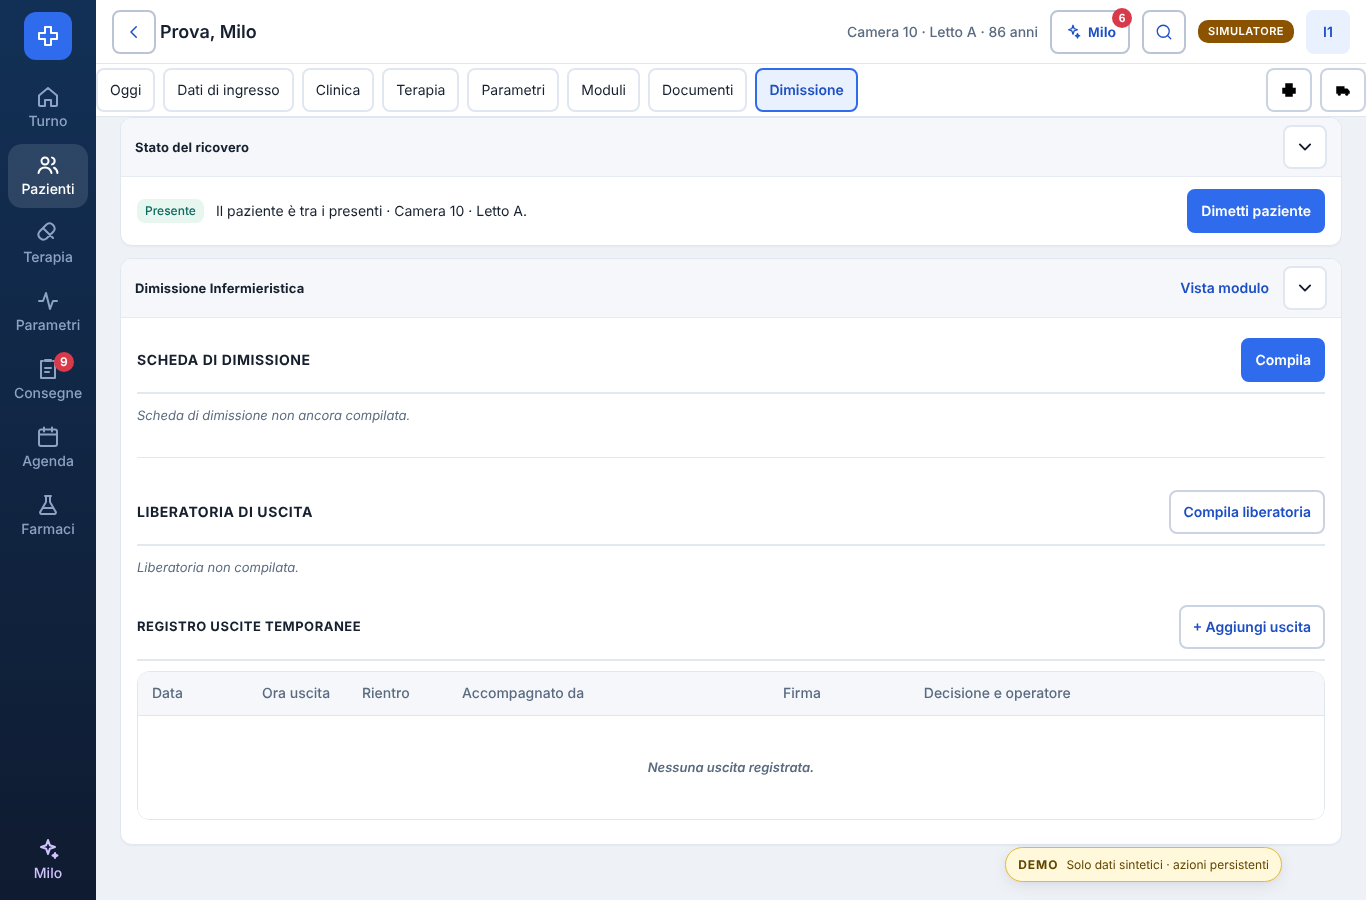 Prova, Milo
Camera 10 · Letto A · 86 anni
Milo
6
SIMULATORE
I1
Turno
Pazienti
Terapia
Parametri
9
Consegne
Agenda
Farmaci
Milo
Oggi
Dati di ingresso
Clinica
Terapia
Parametri
Moduli
Documenti
Dimissione
Stato del ricovero
Presente
Il paziente è tra i presenti · Camera 10 · Letto A.
Dimetti paziente
Dimissione Infermieristica
Vista modulo
SCHEDA DI DIMISSIONE
Compila
Scheda di dimissione non ancora compilata.
LIBERATORIA DI USCITA
Compila liberatoria
Liberatoria non compilata.
REGISTRO USCITE TEMPORANEE
+ Aggiungi uscita
Data
Ora uscita
Rientro
Accompagnato da
Firma
Decisione e operatore
Nessuna uscita registrata.
DEMO Solo dati sintetici · azioni persistenti